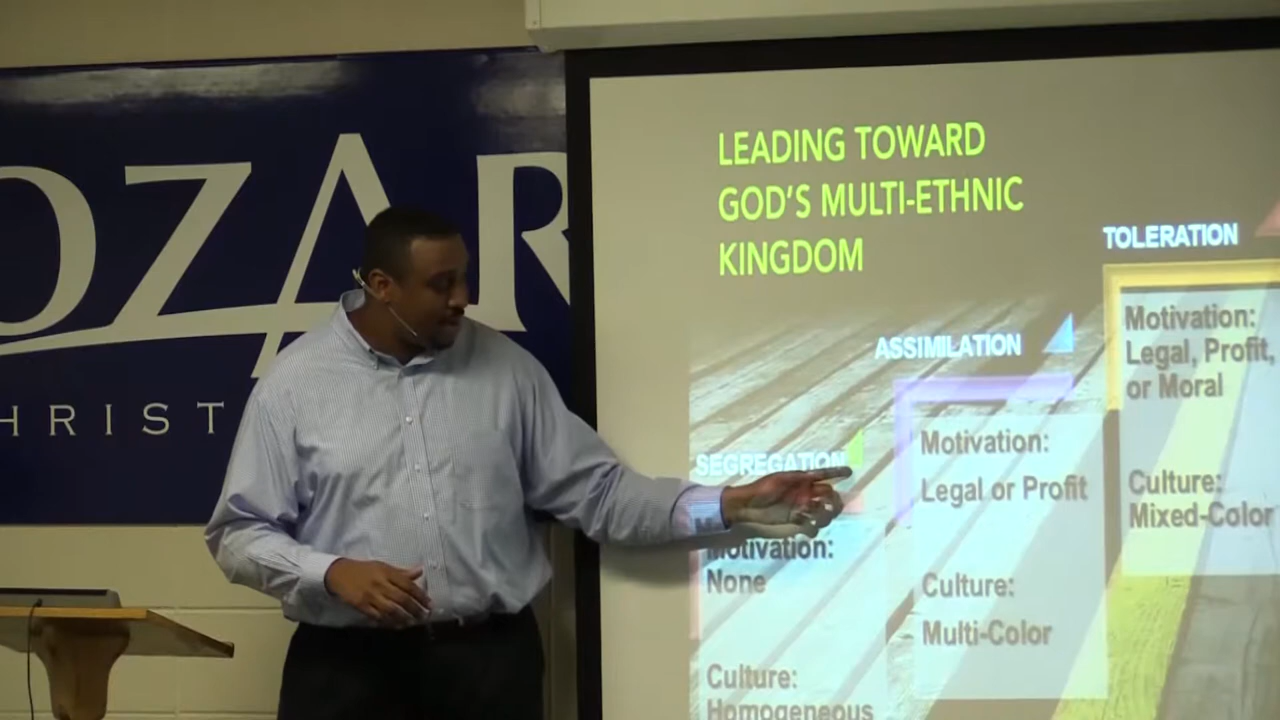 OZAR
HRIST
LEADING TOWARD
GOD'S MULTI-ETHNIC
KINGDOM
TOLERATION
Motivation:
Legal, Profit,
or Moral
Culture:
Mixed-Color
ASSIMILATION
Motivation:
Legal or Profit
Culture:
Multi-Color
SEGREGATION
Motivation:
None
Culture:
Homogeneous